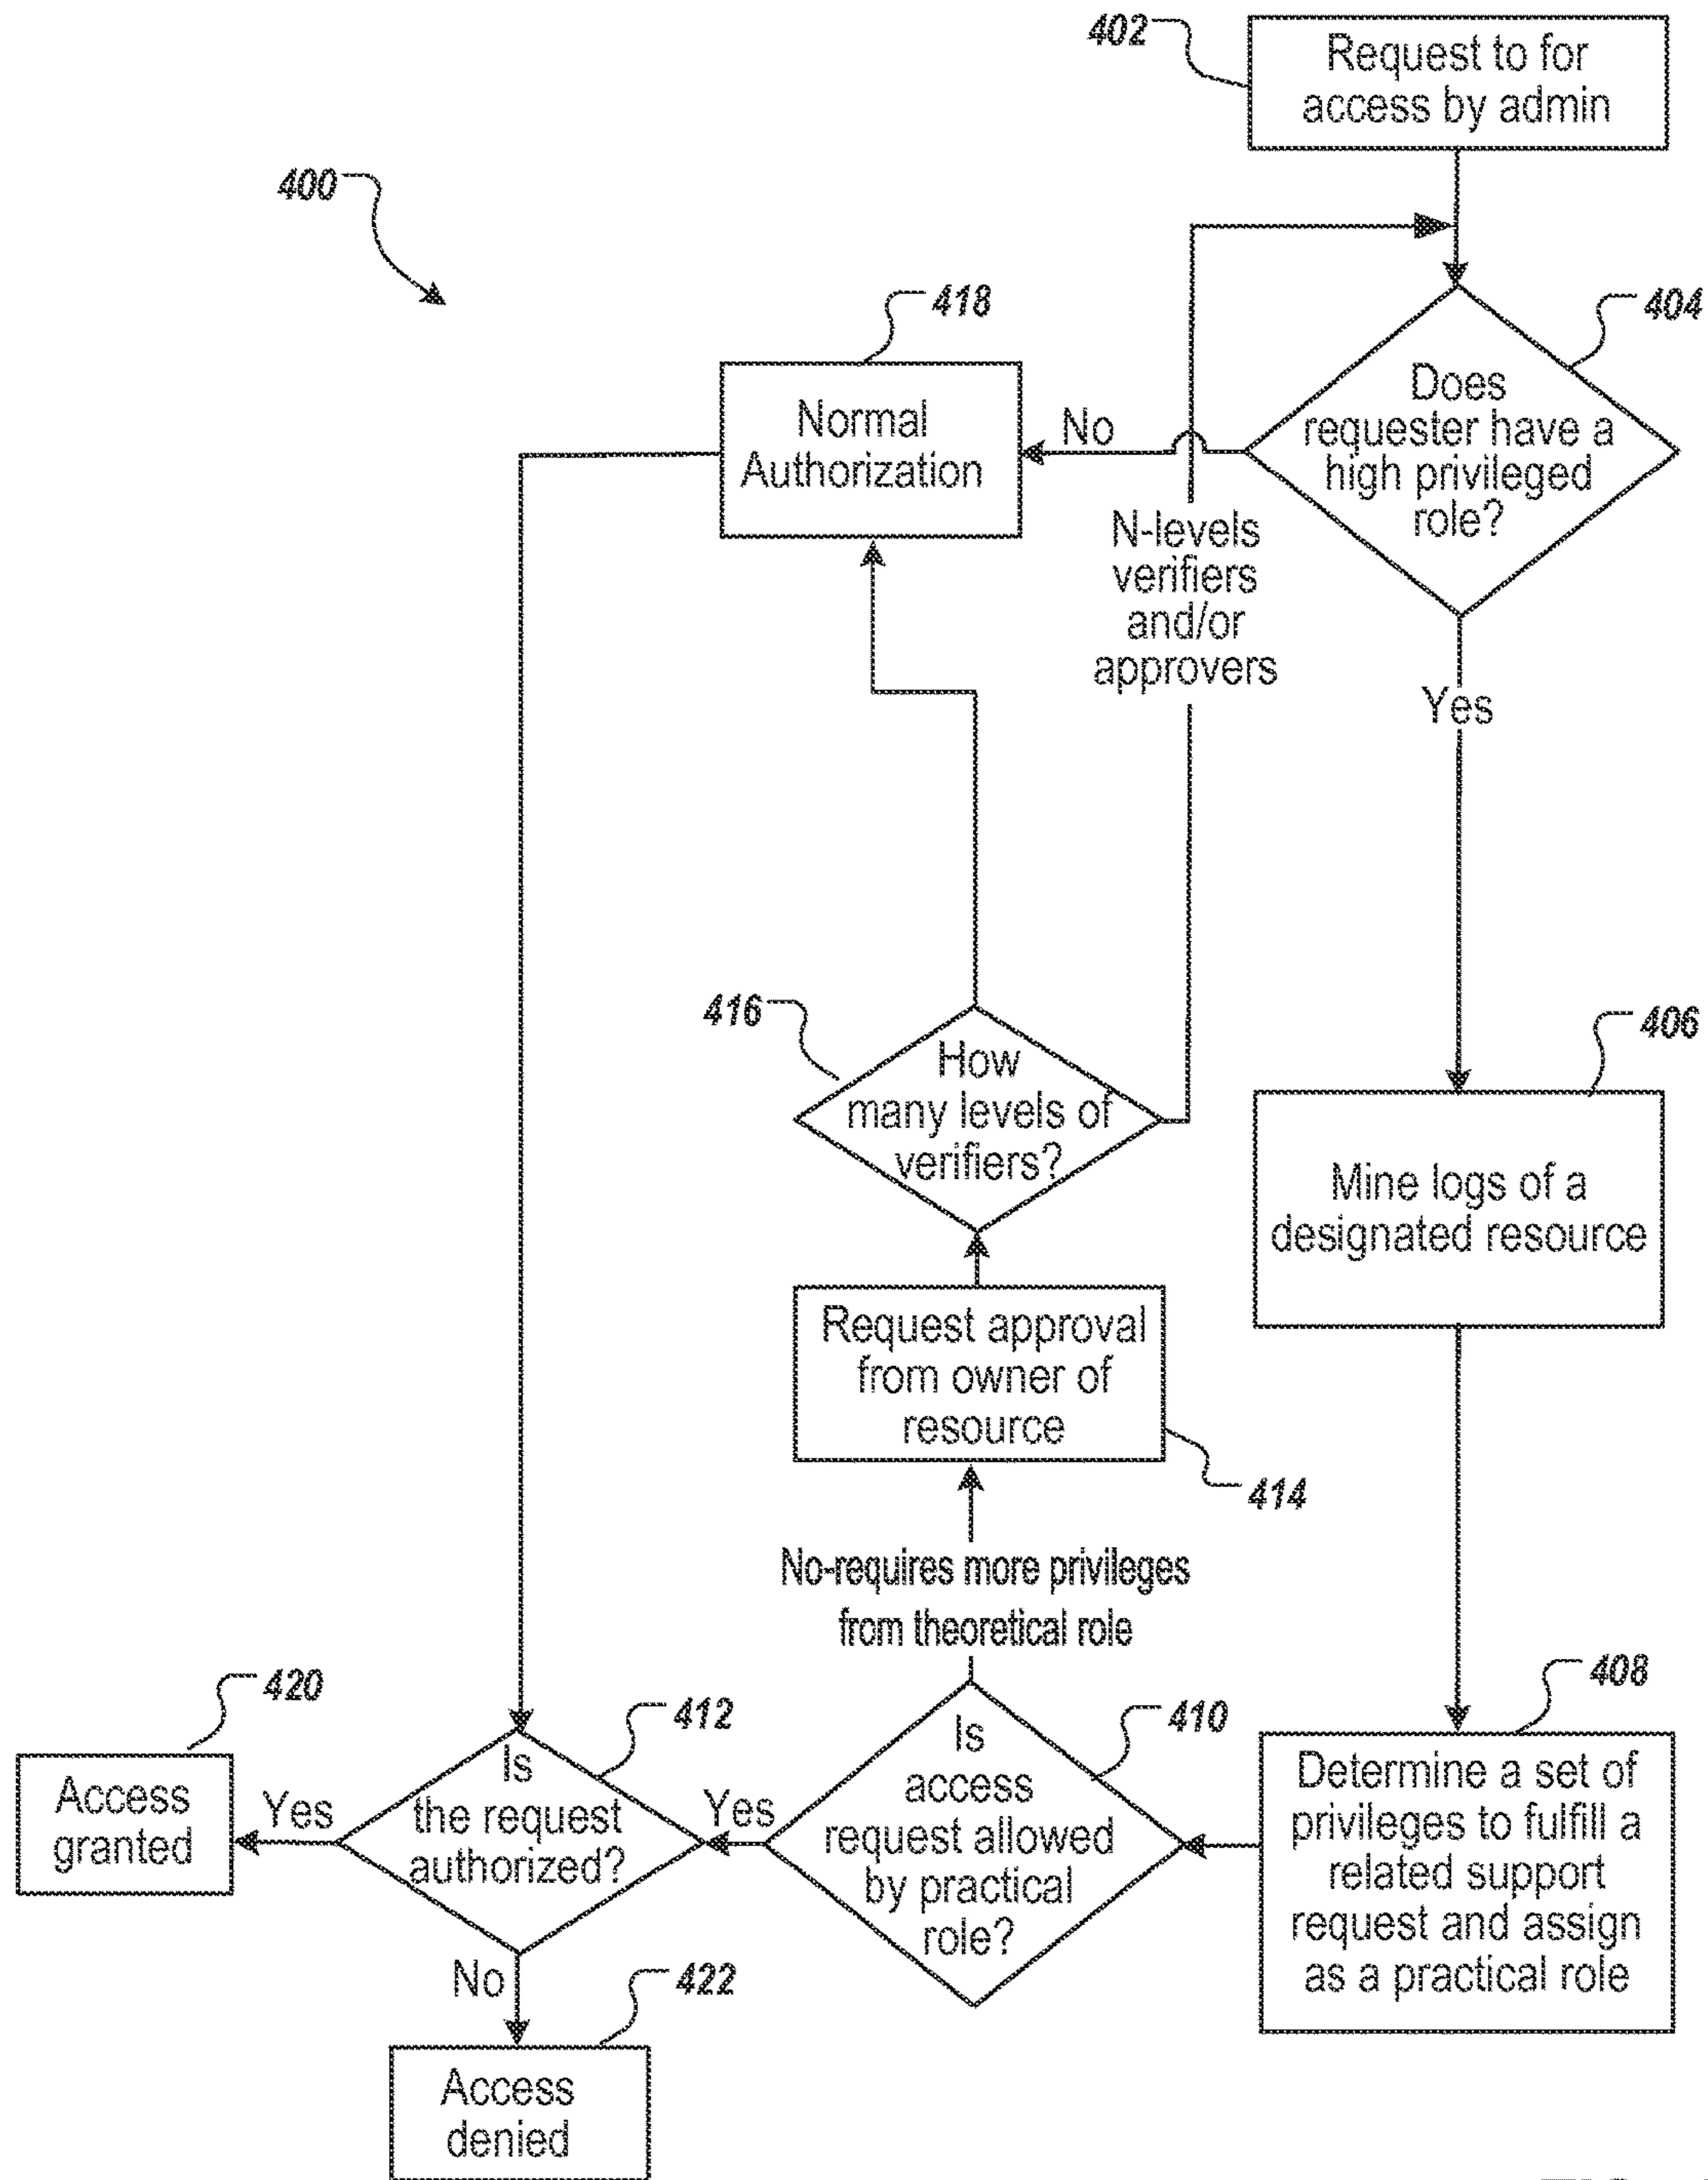 402
Request to for
access by admin
400
418
404
Normal
Authorization
No
Does
requester have a
high privileged
role?
N-levels
verifiers
and/or
approvers
Yes
416
How
many levels of
verifiers?
406
Mine logs of a
designated resource
Request approval
from owner of
resource
414
No-requires more privileges
from theoretical role
420
Access
granted
Yes
412
Is
the request
authorized?
Yes
410
Is
access
request allowed
by practical
role?
408
Determine a set of
privileges to fulfill a
related support
request and assign
as a practical role
No
422
Access
denied